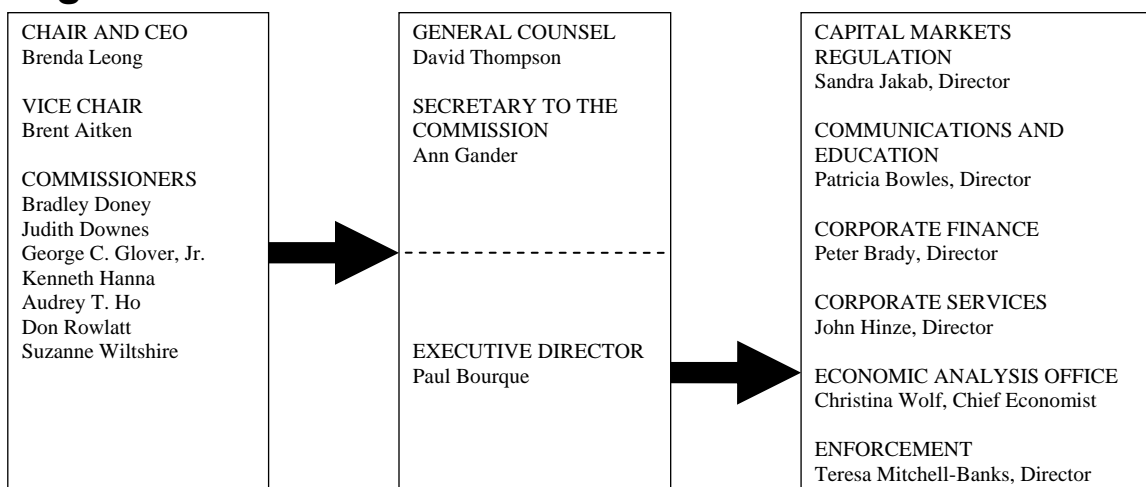 CHAIR AND CEO
Brenda Leong
VICE CHAIR
Brent Aitken
COMMISSIONERS
Bradley Doney
Judith Downes
George C. Glover, Jr.
Kenneth Hanna
Audrey T. Ho
Don Rowlatt
Suzanne Wiltshire
GENERAL COUNSEL
David Thompson
SECRETARY TO THE
COMMISSION
Ann Gander
EXECUTIVE DIRECTOR
Paul Bourque
CAPITAL MARKETS
REGULATION
Sandra Jakab, Director
COMMUNICATIONS AND
EDUCATION
Patricia Bowles, Director
CORPORATE FINANCE
Peter Brady, Director
CORPORATE SERVICES
John Hinze, Director
ECONOMIC ANALYSIS OFFICE
Christina Wolf, Chief Economist
ENFORCEMENT
Teresa Mitchell-Banks, Director